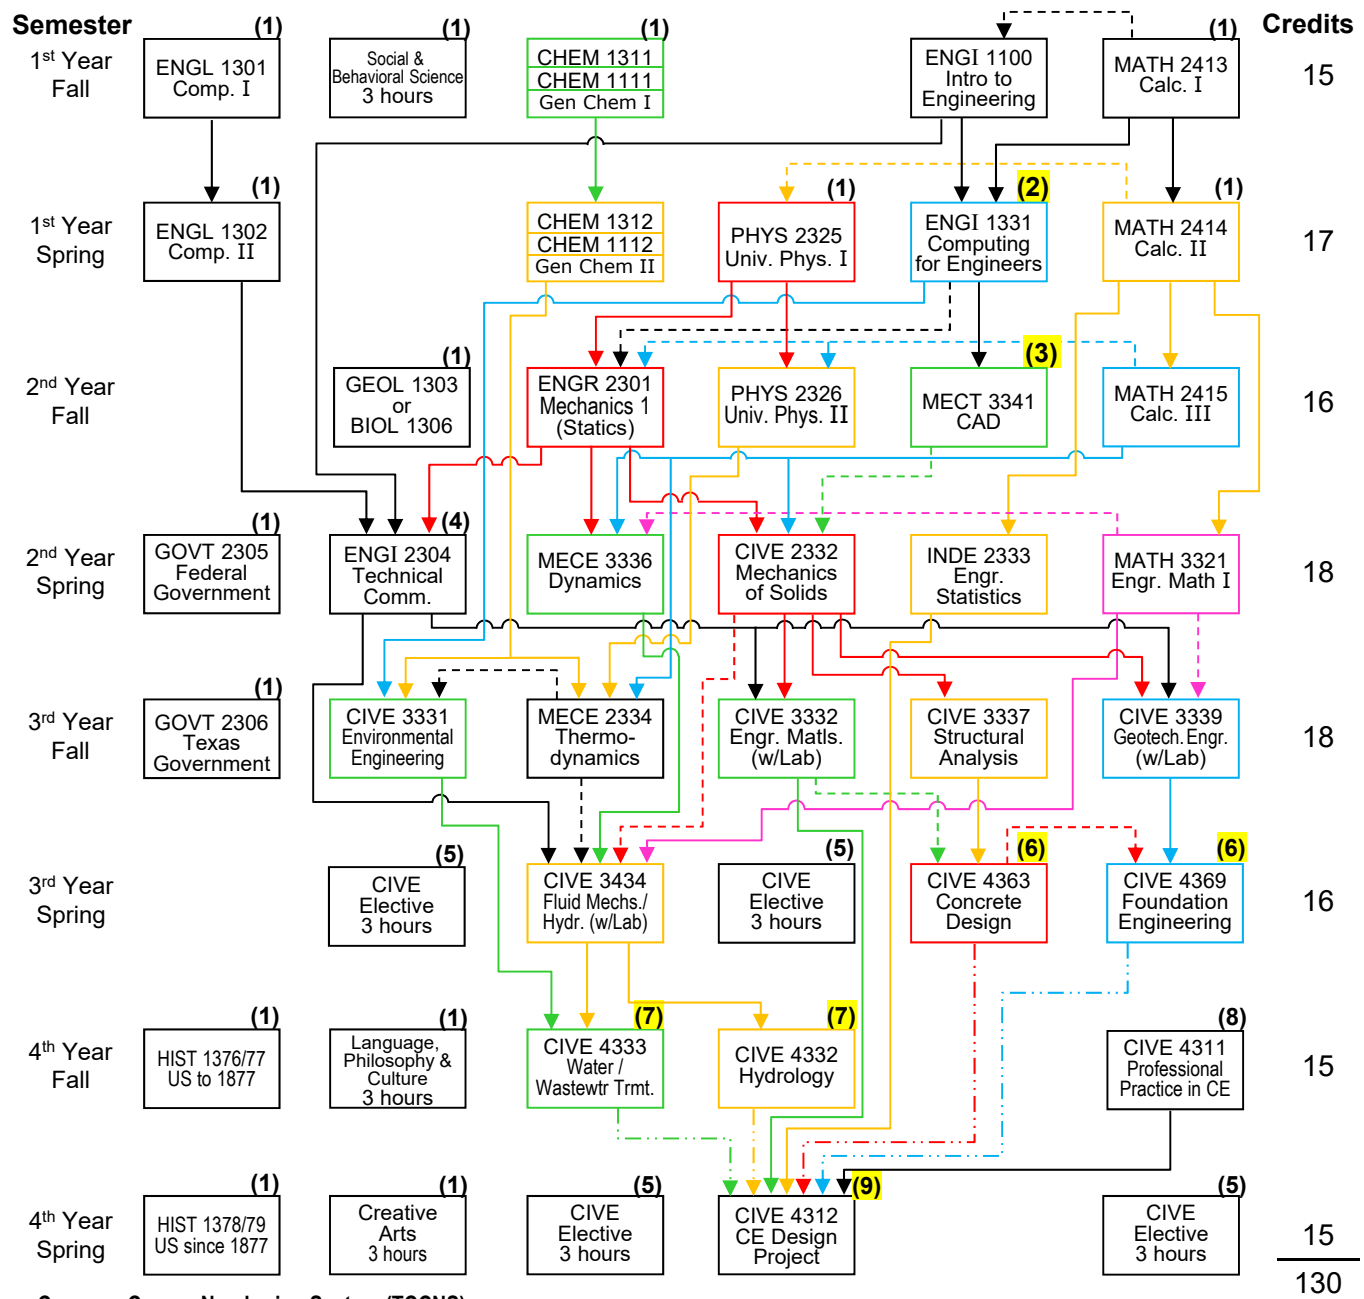 Semester
Credits
1st Year
Fall
(1)
ENGL 1301
Comp. I
(1)
Social &
Behavioral Science
3 hours
(1)
CHEM 1311
CHEM 1111
Gen Chem I
ENGI 1100
Intro to
Engineering
(1)
MATH 2413
Calc. I
15
1st Year
Spring
(1)
ENGL 1302
Comp. II
CHEM 1312
CHEM 1112
Gen Chem II
(1)
PHYS 2325
Univ. Phys. I
(2)
ENGI 1331
Computing
for Engineers
(1)
MATH 2414
Calc. II
17
2nd Year
Fall
(1)
GEOL 1303
or
BIOL 1306
ENGR 2301
Mechanics 1
(Statics)
PHYS 2326
Univ. Phys. II
(3)
MECT 3341
CAD
MATH 2415
Calc. III
16
2nd Year
Spring
(1)
GOVT 2305
Federal
Government
(4)
ENGI 2304
Technical
Comm.
MECE 3336
Dynamics
CIVE 2332
Mechanics
of Solids
INDE 2333
Engr.
Statistics
MATH 3321
Engr. Math I
18
3rd Year
Fall
(1)
GOVT 2306
Texas
Government
CIVE 3331
Environmental
Engineering
MECE 2334
Thermo-
dynamics
CIVE 3332
Engr. Matls.
(w/Lab)
CIVE 3337
Structural
Analysis
CIVE 3339
Geotech. Engr.
(w/Lab)
18
3rd Year
Spring
(5)
CIVE
Elective
3 hours
CIVE 3434
Fluid Mechs./
Hydr. (w/Lab)
(5)
CIVE
Elective
3 hours
(6)
CIVE 4363
Concrete
Design
(6)
CIVE 4369
Foundation
Engineering
16
4th Year
Fall
(1)
HIST 1376/77
US to 1877
(1)
Language,
Philosophy &
Culture
3 hours
(7)
CIVE 4333
Water /
Wastewtr Trmt.
(7)
CIVE 4332
Hydrology
(8)
CIVE 4311
Professional
Practice in CE
15
4th Year
Spring
(1)
HIST 1378/79
US since 1877
(1)
Creative
Arts
3 hours
(5)
CIVE
Elective
3 hours
(9)
CIVE 4312
CE Design
Project
(5)
CIVE
Elective
3 hours
15
130